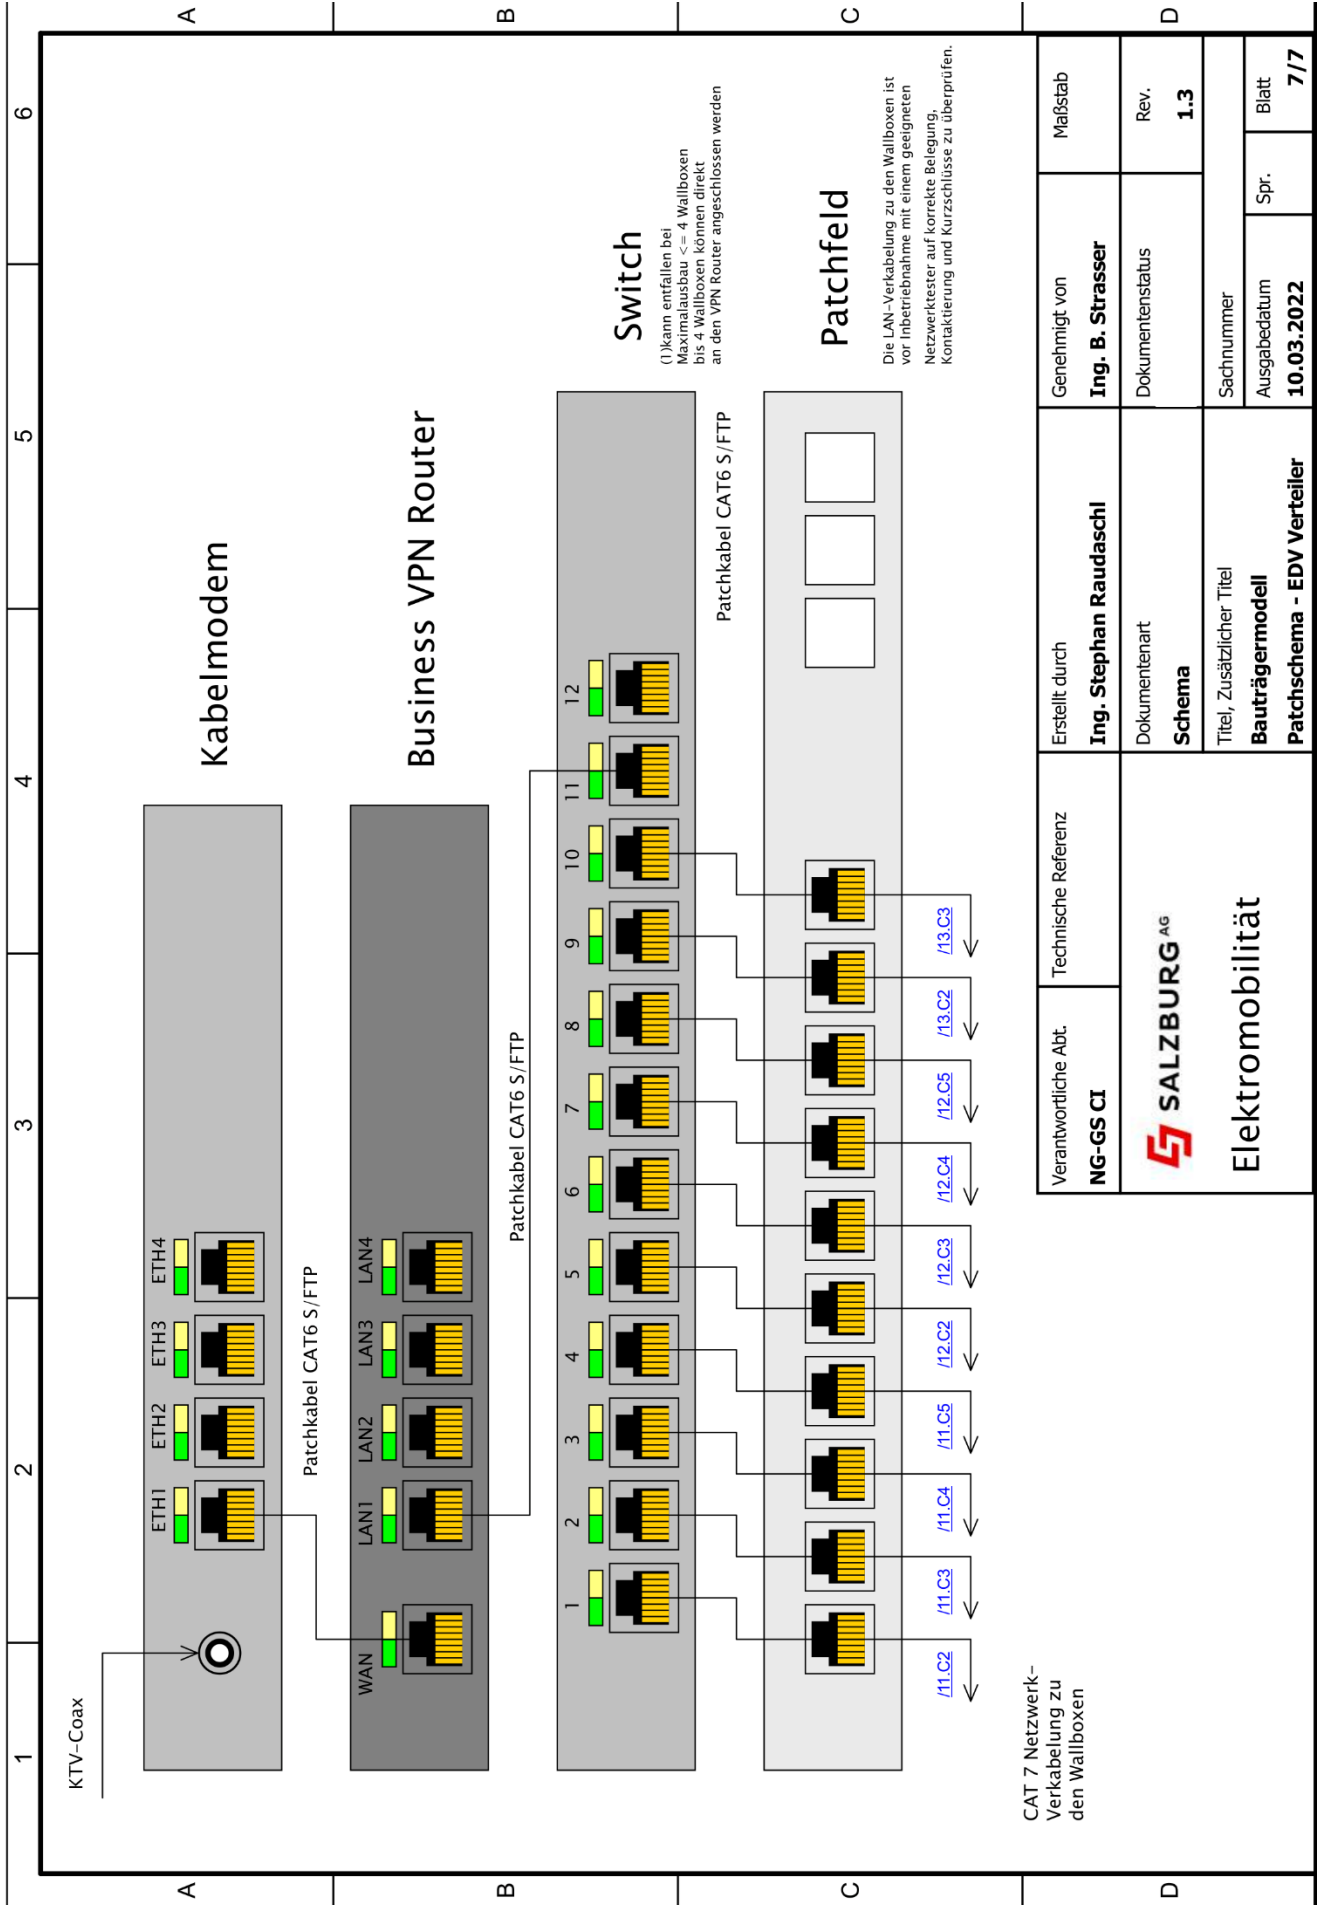 1
2
3
4
5
6
A
A
KTV-Coax
ETH1
ETH2
ETH3
ETH4
Kabelmodem
Patchkabel CAT6 S/FTP
WAN
LAN1
LAN2
LAN3
LAN4
Business VPN Router
B
B
Patchkabel CAT6 S/FTP
1
2
3
4
5
6
7
8
9
10
11
12
Switch
(1)kann entfallen bei
Maximalausbau <= 4 Wallboxen
bis 4 Wallboxen können direkt
an den VPN Router angeschlossen werden
Patchkabel CAT6 S/FTP
Patchfeld
C
C
Die LAN-Verkabelung zu den Wallboxen ist
vor Inbetriebnahme mit einem geeigneten
Netzwerktester auf korrekte Belegung,
Kontaktierung und Kurzschlüsse zu überprüfen.
/11.C2
/11.C3
/11.C4
/11.C5
/12.C2
/12.C3
/12.C4
/12.C5
/13.C2
/13.C3
CAT 7 Netzwerk-
Verkabelung zu
den Wallboxen
D
D
Verantwortliche Abt.
NG-GS CI
Technische Referenz
Erstellt durch
Ing. Stephan Raudaschl
Genehmigt von
Ing. B. Strasser
Maßstab
SALZBURG AG
Elektromobilität
Dokumentenart
Schema
Dokumentenstatus
Rev.
1.3
Titel, Zusätzlicher Titel
Bauträgermodell
Patchschema - EDV Verteiler
Sachnummer
Ausgabedatum
10.03.2022
Spr.
Blatt
7/7